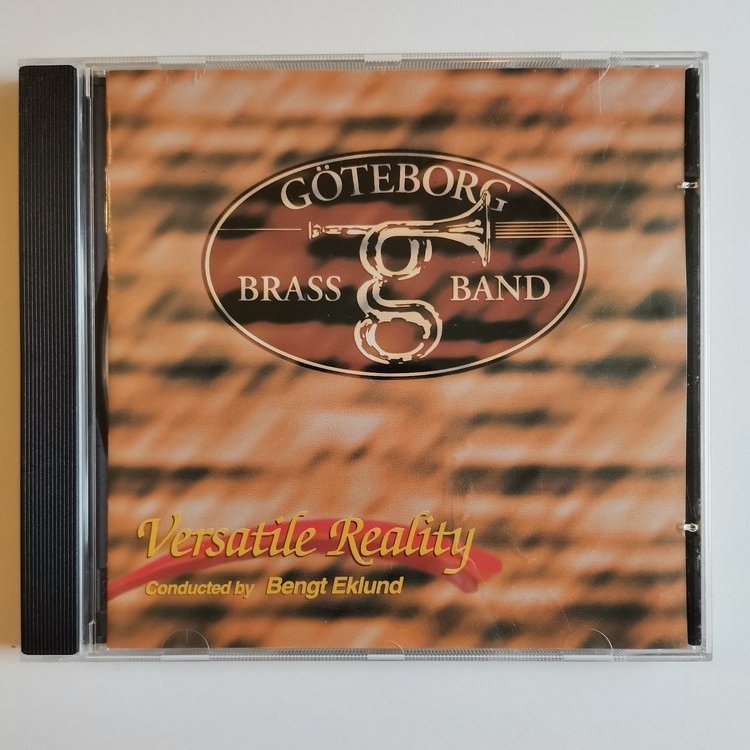 GÖTEBORG
BRASS BAND
Versatile Reality
Conducted by Bengt Eklund